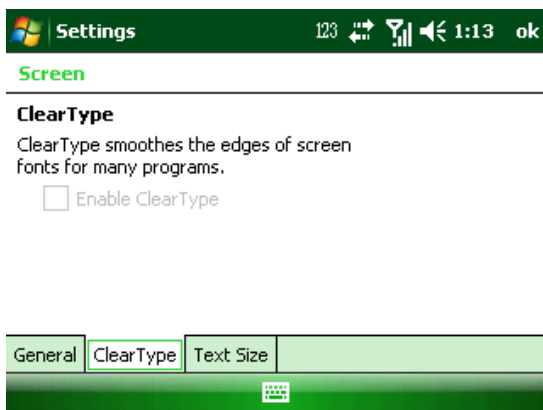 Settings 123 1:13 ok
Screen
ClearType
ClearType smoothes the edges of screen
fonts for many programs.
Enable ClearType
General ClearType Text Size